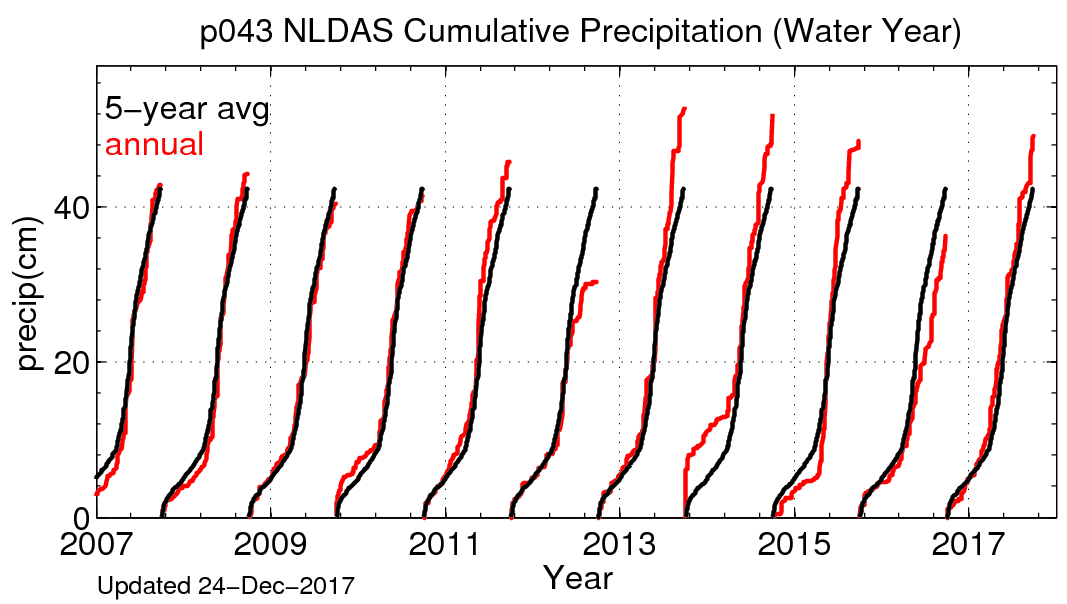 p043 NLDAS Cumulative Precipitation (Water Year)
5−year avg
annual
precip(cm)
40
20
0
2007 2009 2011 2013 2015 2017
Year
Updated 24−Dec−2017